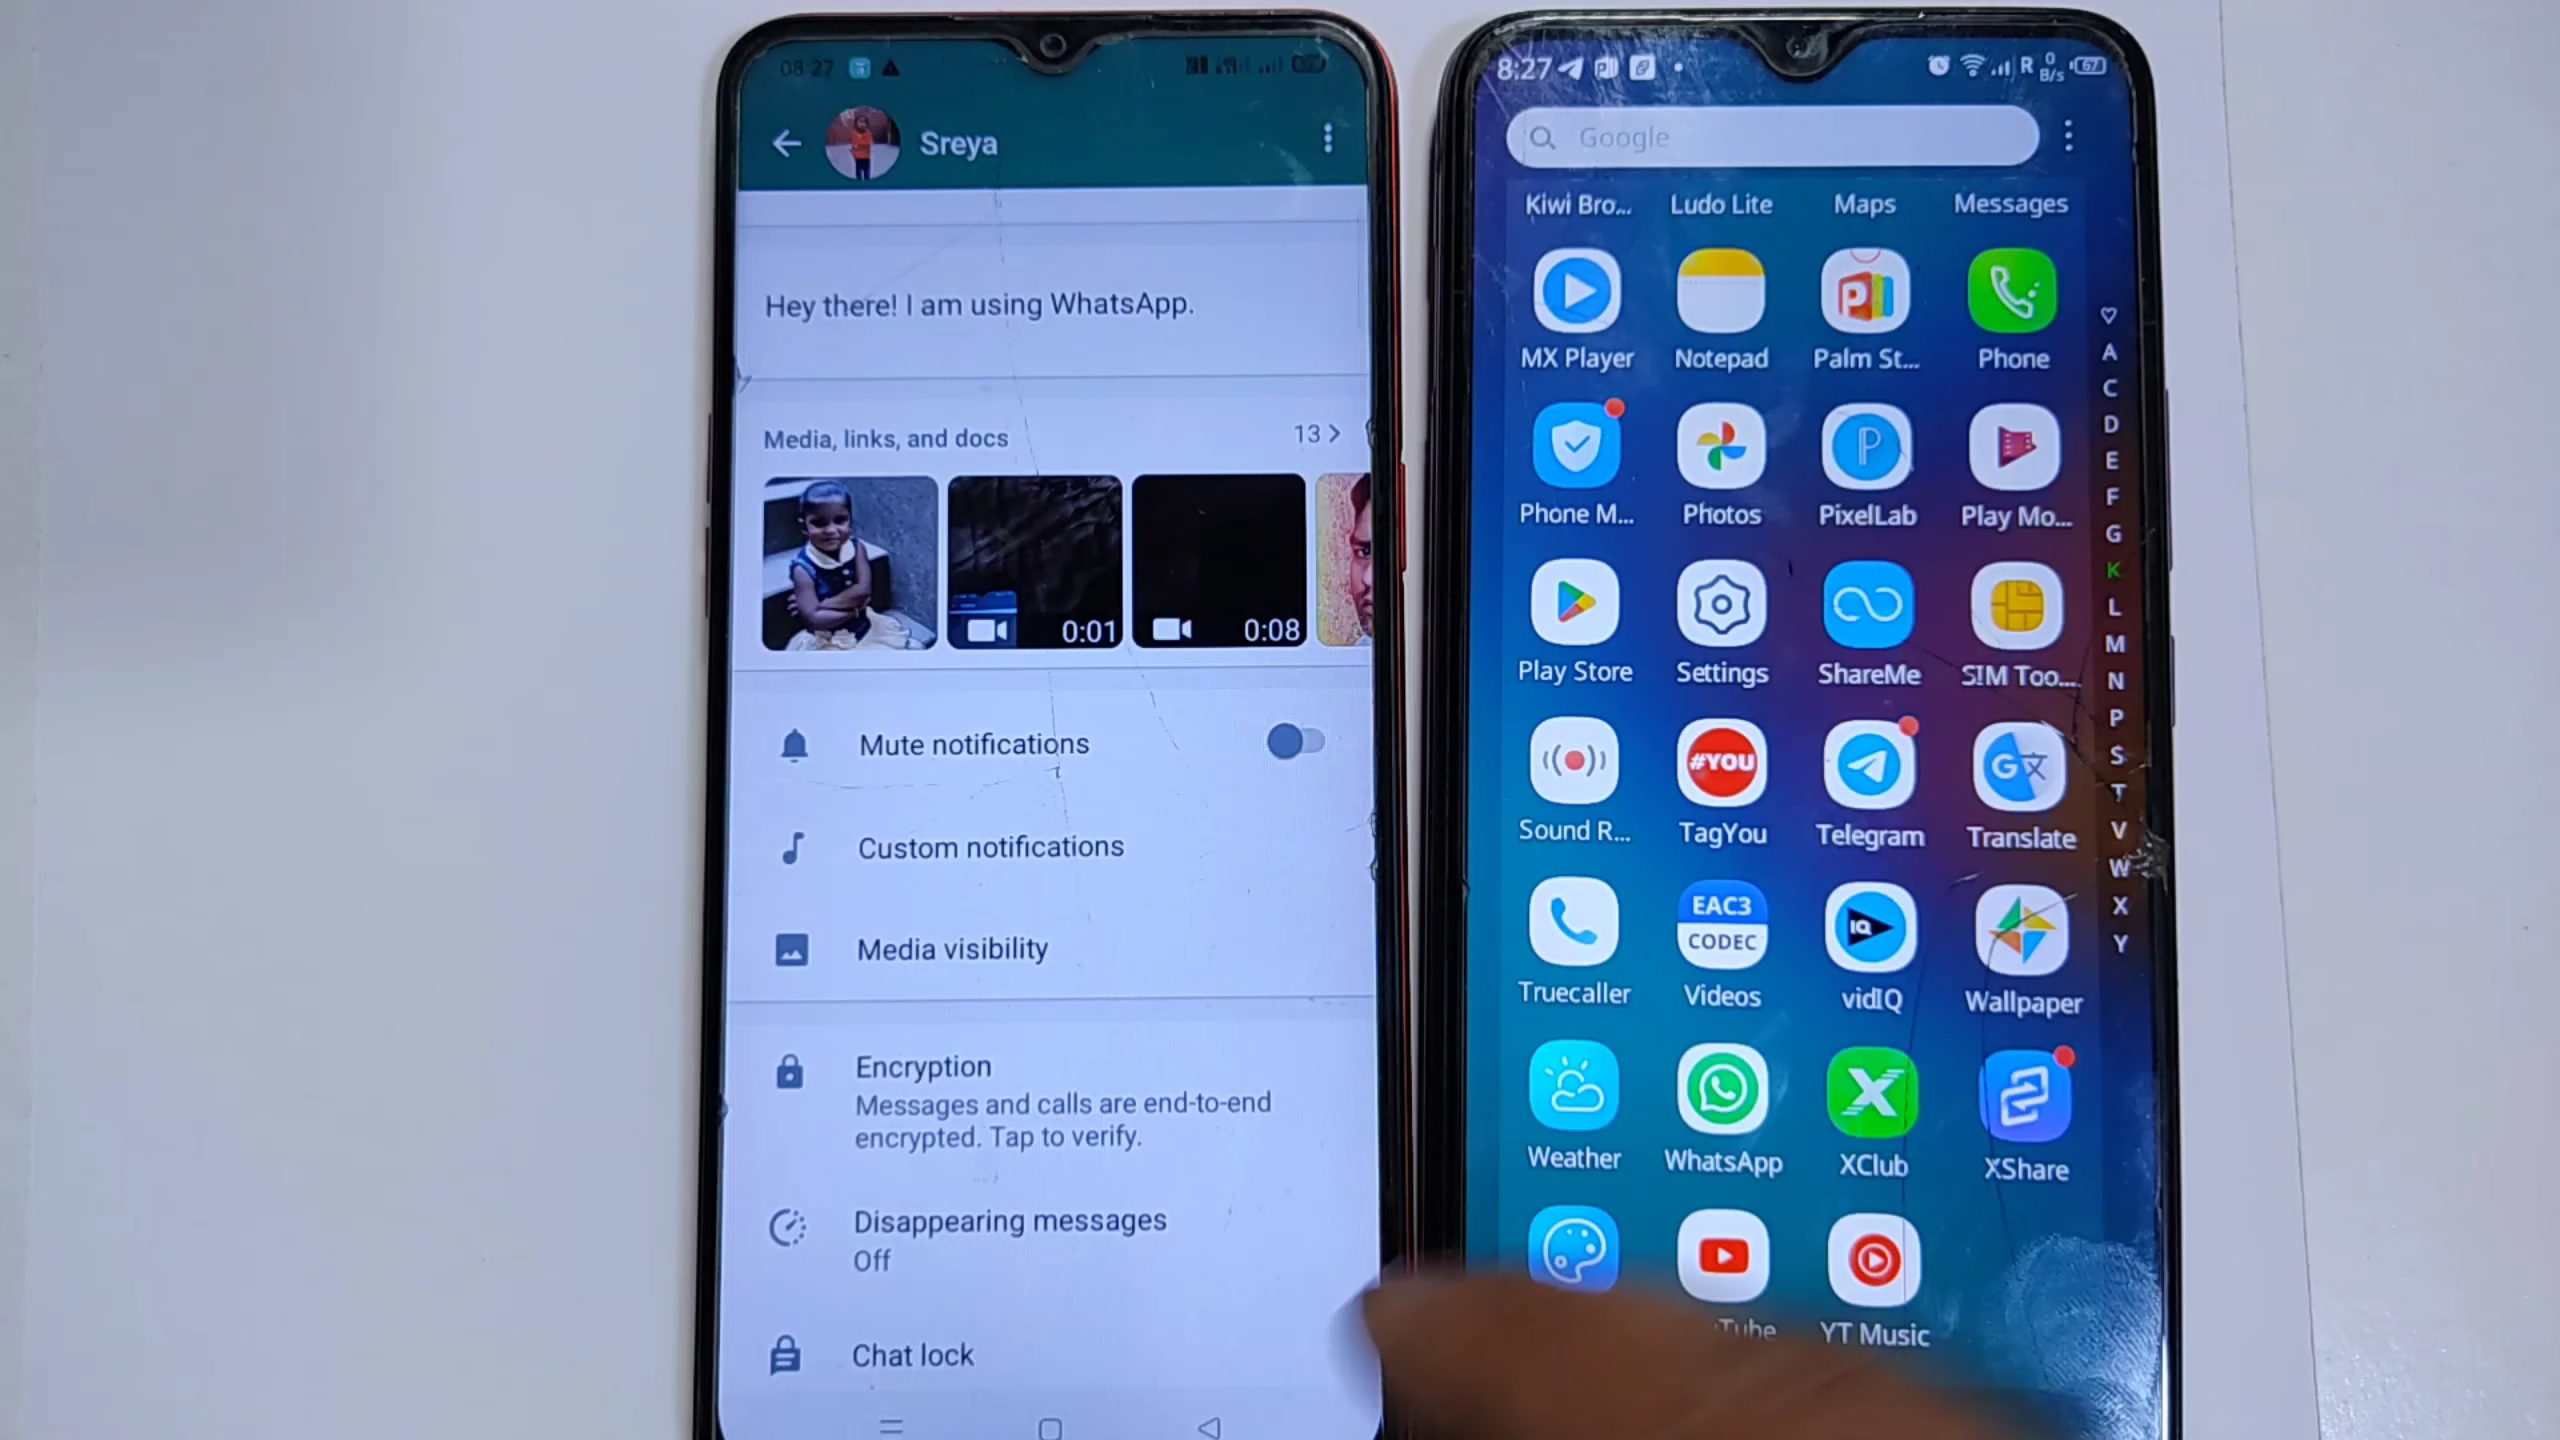 08:27
Sreya
Hey there! I am using WhatsApp.
Media, links, and docs
13 >
0:01
0:08
Mute notifications
Custom notifications
Media visibility
Encryption
Messages and calls are end-to-end
encrypted. Tap to verify.
Disappearing messages
Off
Chat lock
8:27
R 0 B/s 67
Google
Kiwi Bro... Ludo Lite Maps Messages
MX Player Notepad Palm St... Phone
Phone M... Photos PixelLab Play Mo...
Play Store Settings ShareMe SIM Too...
#YOU
Sound R... TagYou Telegram Translate
EAC3
CODEC
IQ
Truecaller Videos vidIQ Wallpaper
Weather WhatsApp XClub XShare
Tube YT Music
A
C
D
E
F
G
K
L
M
N
P
S
T
V
W
X
Y